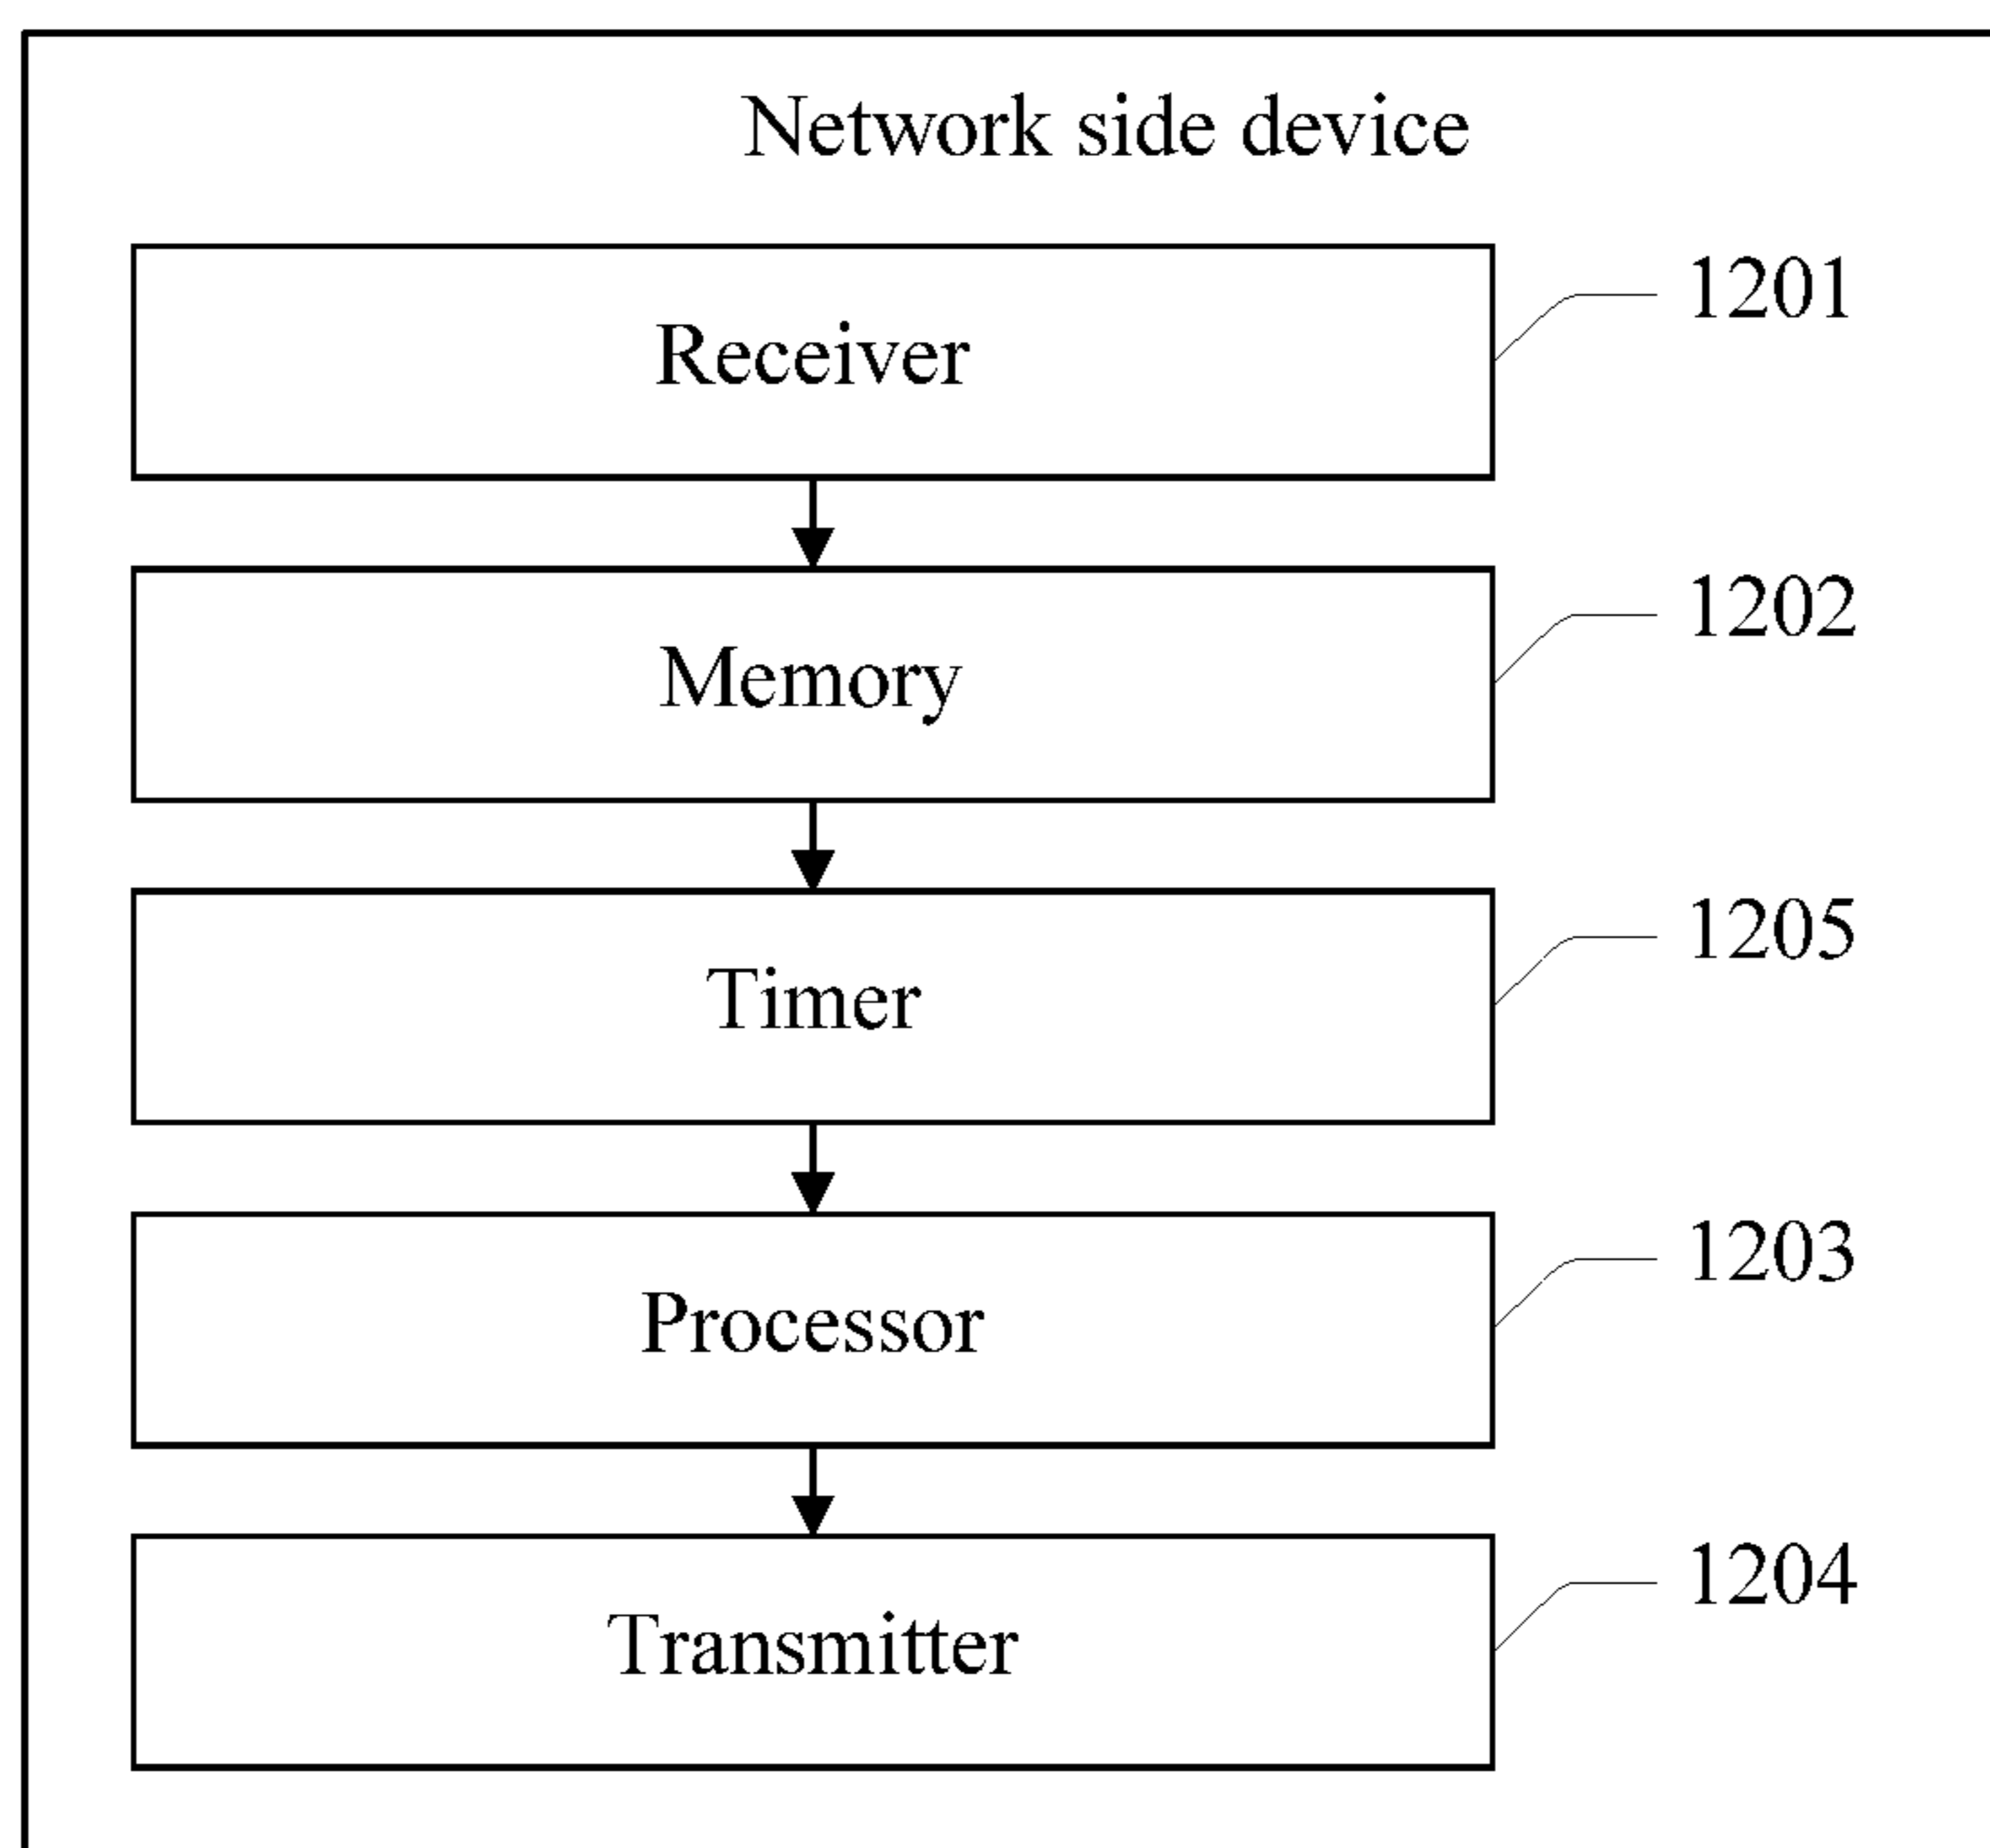 Network side device
Receiver
1201
Memory
1202
Timer
1205
Processor
1203
Transmitter
1204